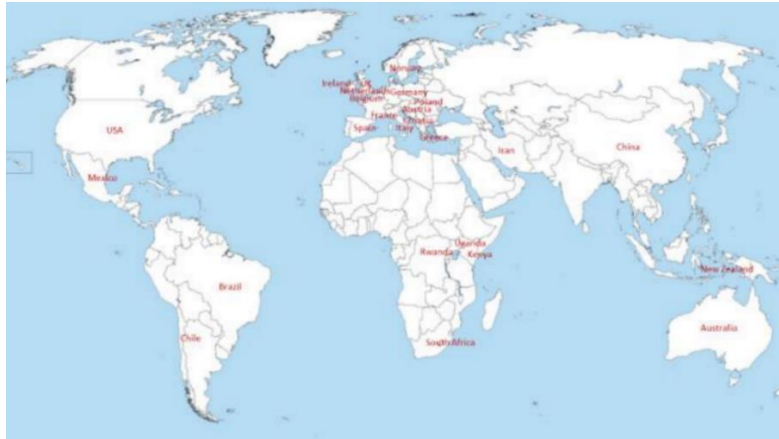 Norway
Ireland
UK
Netherlands
Germany
Belgium
Poland
Austria
France
Croatia
Spain
Italy
Greece
USA
China
Iran
Mexico
Uganda
Rwanda
Kenya
New Zealand
Brazil
Australia
Chile
South Africa